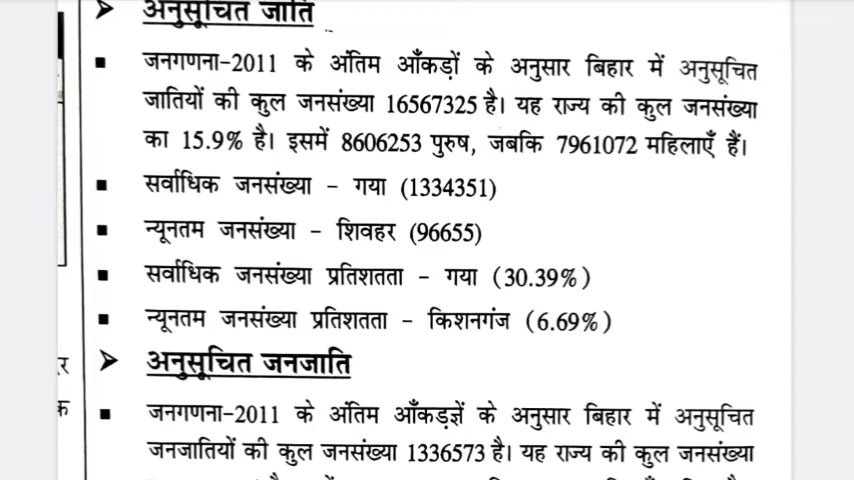 ➢ अनुसूचित जाति
▪ जनगणना-2011 के अंतिम आँकड़ों के अनुसार बिहार में अनुसूचित
जातियों की कुल जनसंख्या 16567325 है। यह राज्य की कुल जनसंख्या
का 15.9% है। इसमें 8606253 पुरुष, जबकि 7961072 महिलाएँ हैं।
▪ सर्वाधिक जनसंख्या - गया (1334351)
▪ न्यूनतम जनसंख्या - शिवहर (96655)
▪ सर्वाधिक जनसंख्या प्रतिशतता - गया (30.39%)
▪ न्यूनतम जनसंख्या प्रतिशतता - किशनगंज (6.69%)
➢ अनुसूचित जनजाति
▪ जनगणना-2011 के अंतिम आँकड़ज्ञें के अनुसार बिहार में अनुसूचित
जनजातियों की कुल जनसंख्या 1336573 है। यह राज्य की कुल जनसंख्या